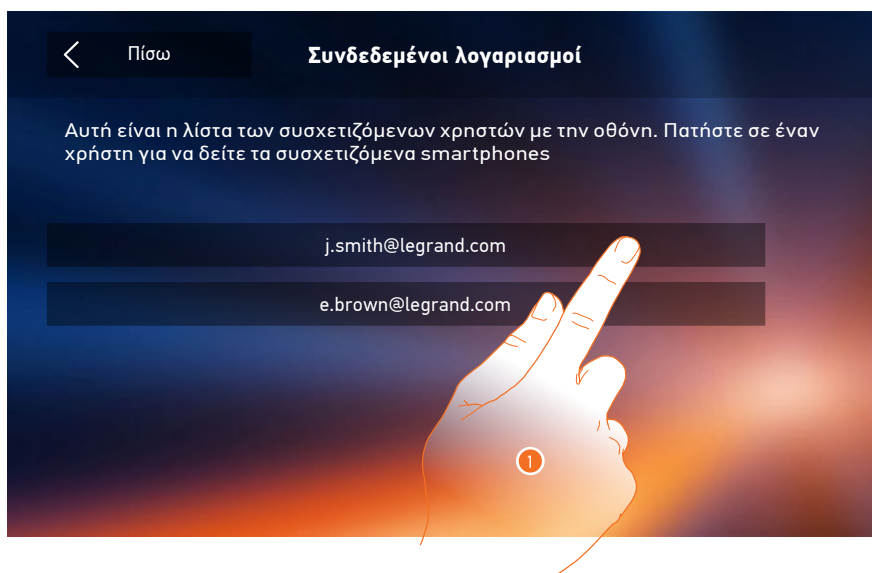 Πίσω
Συνδεδεμένοι λογαριασμοί
Αυτή είναι η λίστα των συσχετιζόμενων χρηστών με την οθόνη. Πατήστε σε έναν
χρήστη για να δείτε τα συσχετιζόμενα smartphones
j.smith@legrand.com
e.brown@legrand.com
1